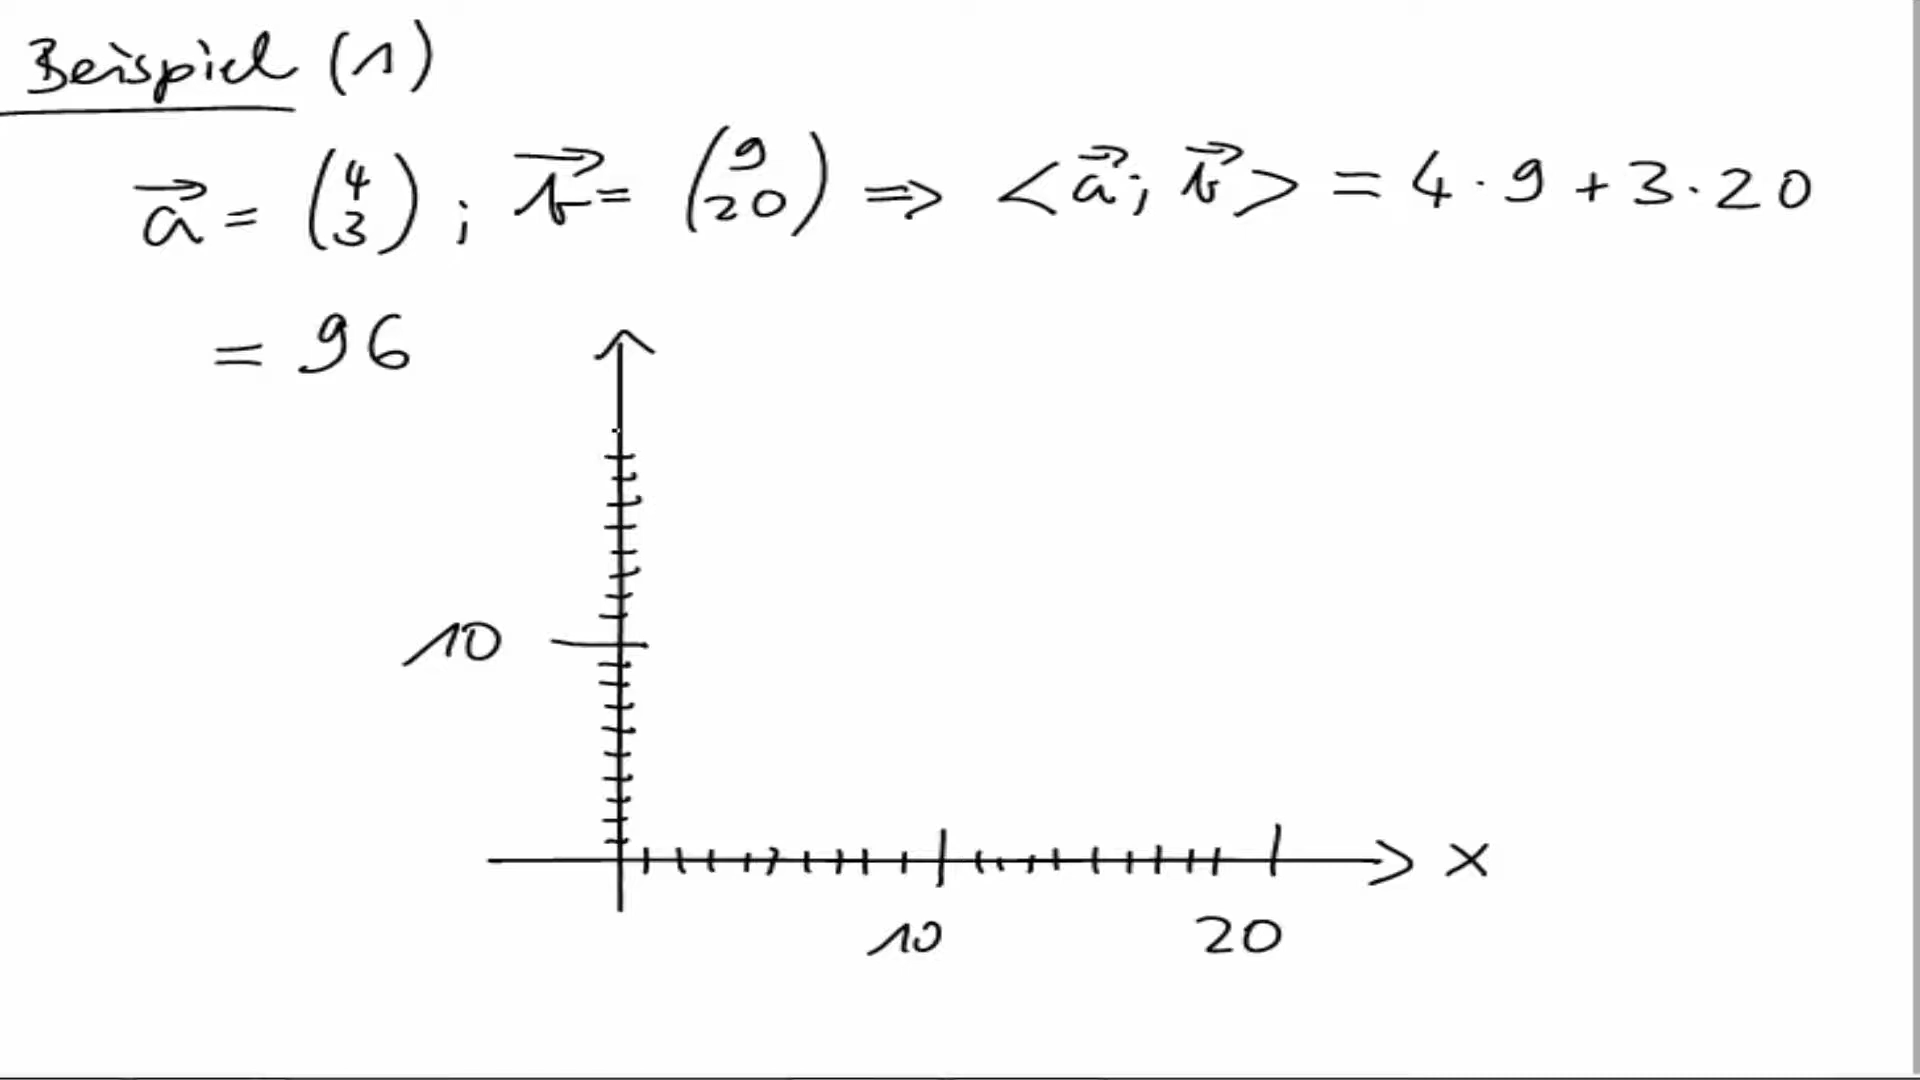 Beispiel (1)
a⃗ = (4 3) ; b⃗ = (9 20) ⇒ <a⃗; b⃗> = 4 · 9 + 3 · 20
= 96
10
x
10 20